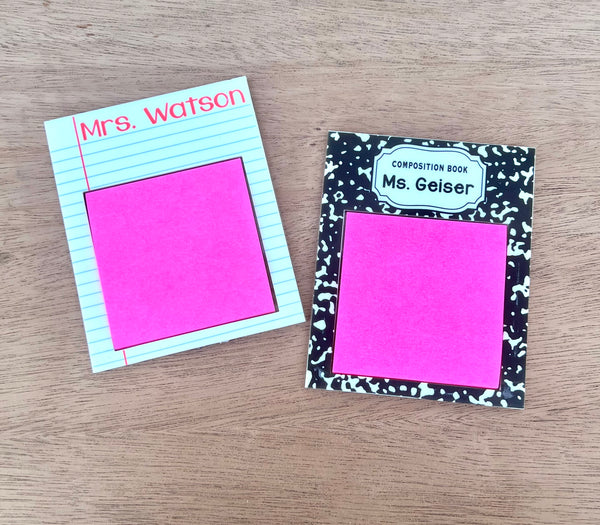 Mrs. Watson
COMPOSITION BOOK
Ms. Geiser